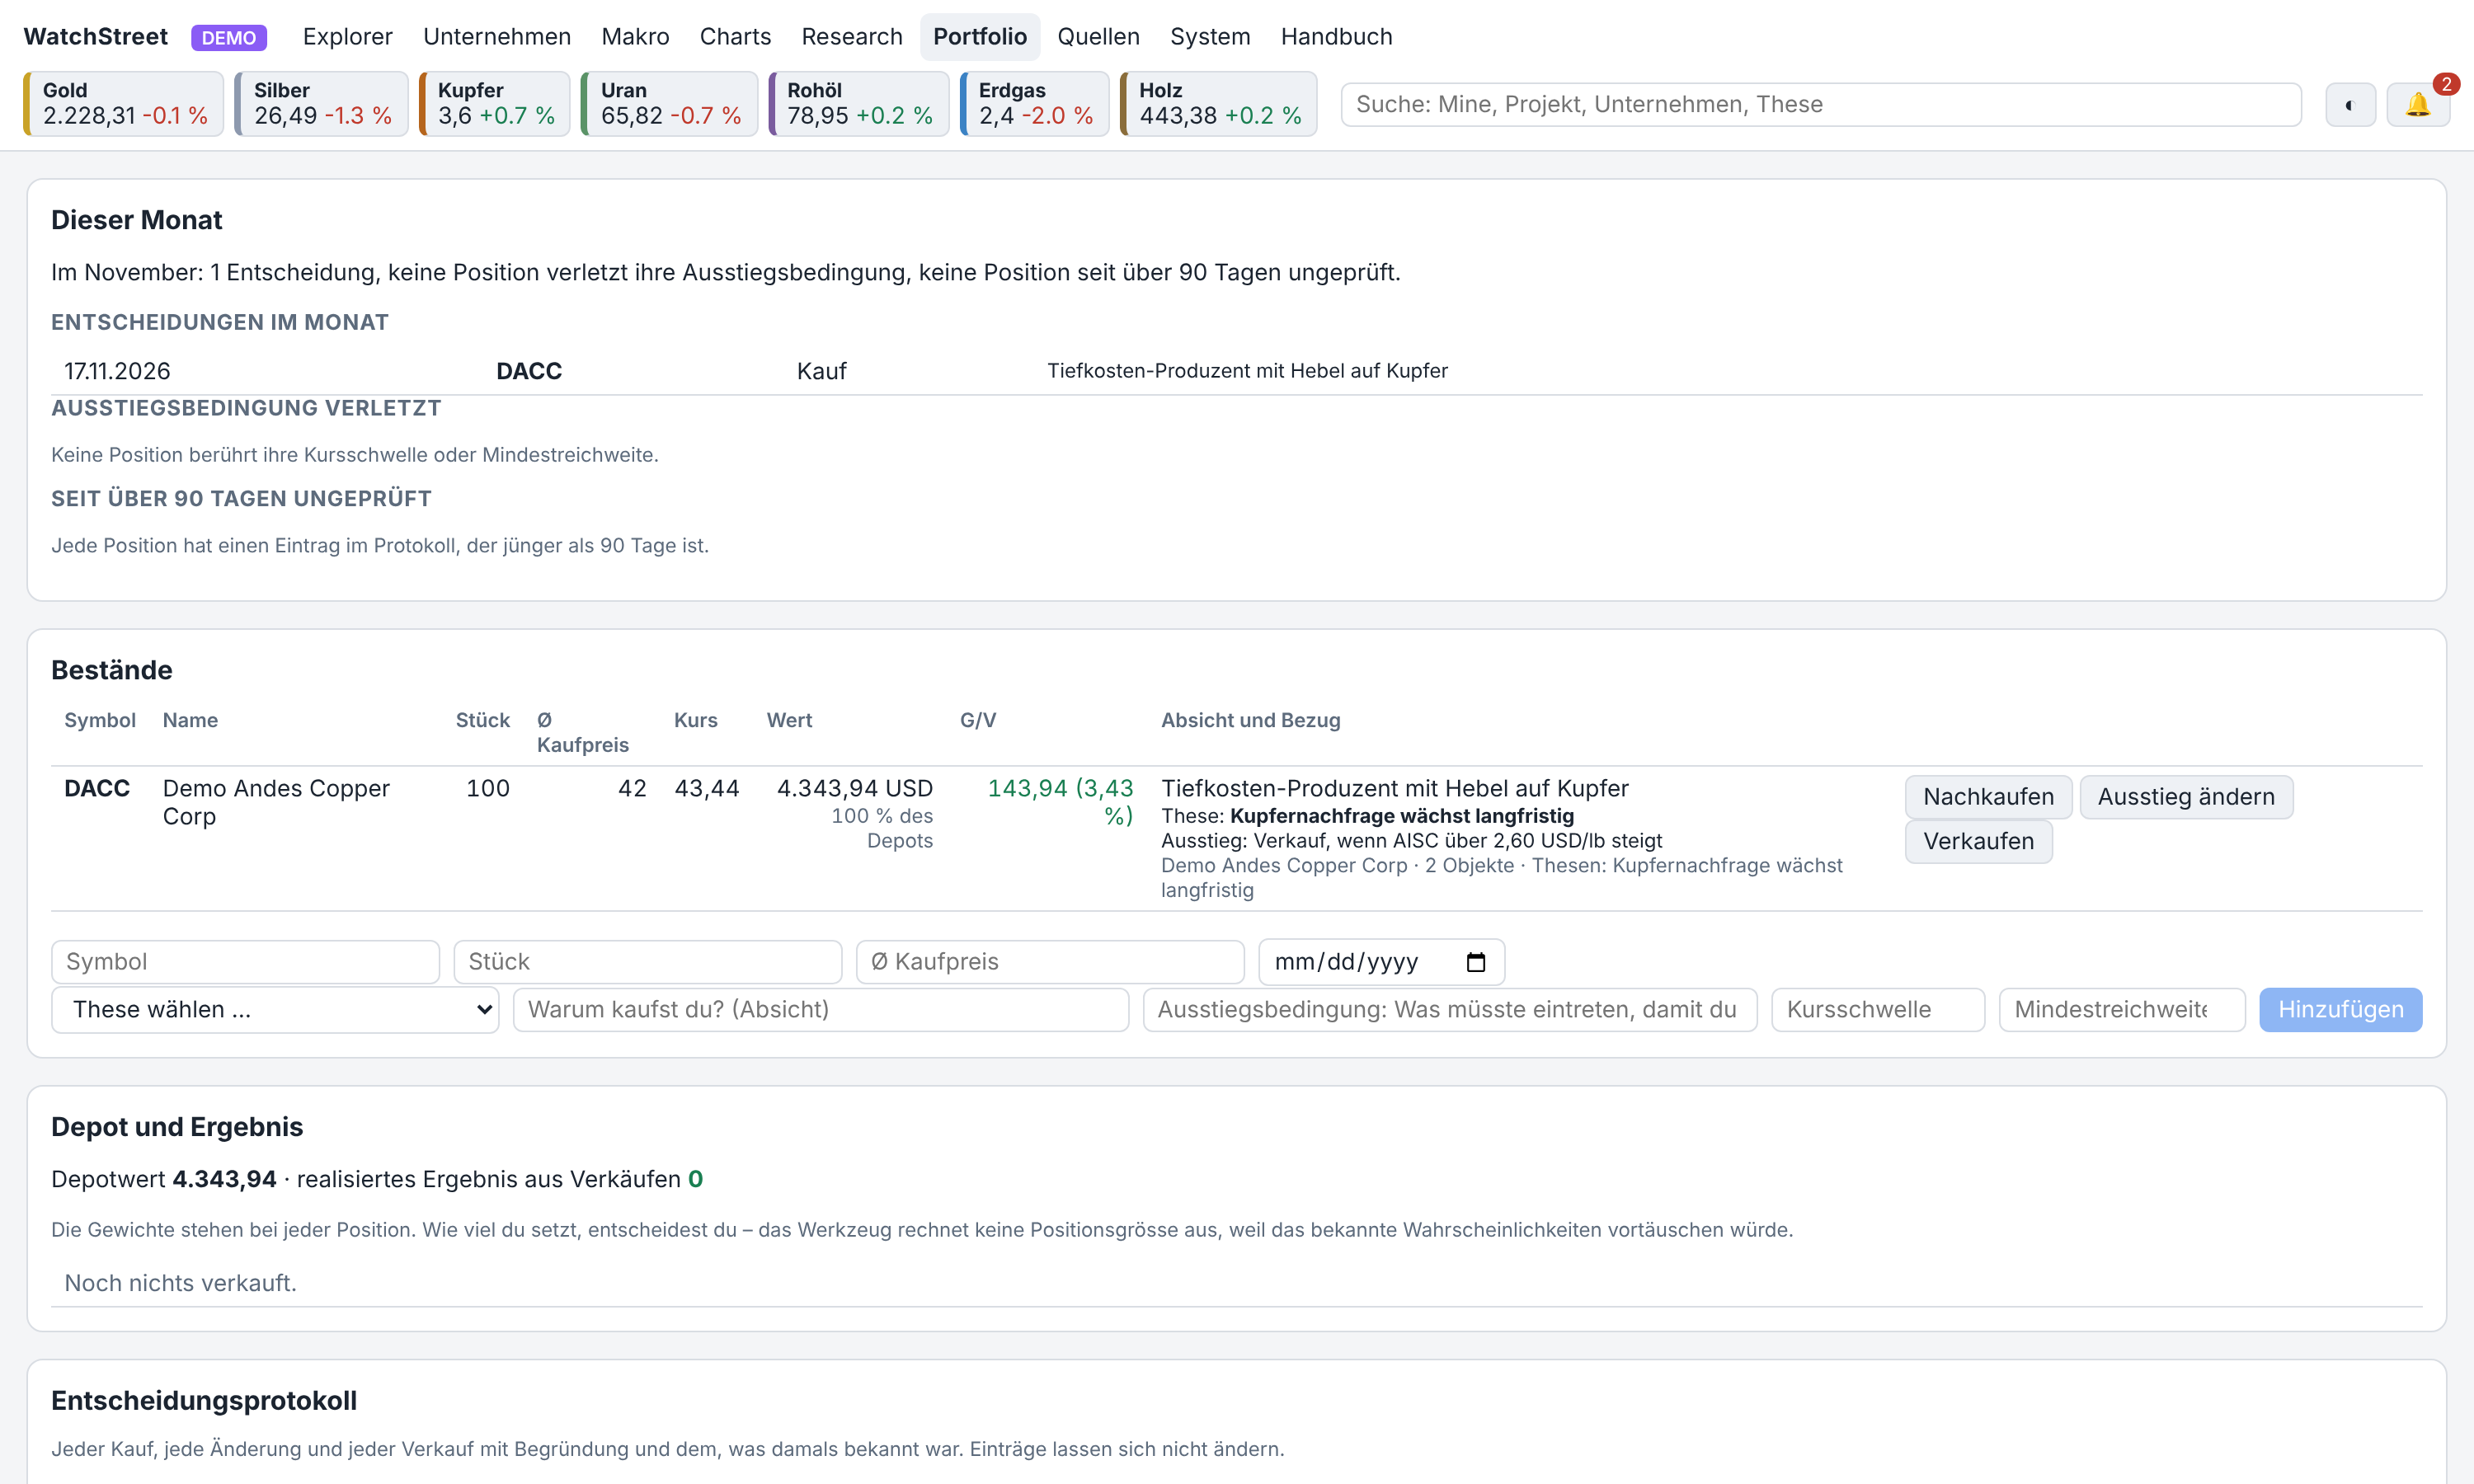 WatchStreet DEMO Explorer Unternehmen Makro Charts Research Portfolio Quellen System Handbuch
Gold Silber Kupfer Uran Rohöl Erdgas Holz
2.228,31 -0.1 % 26,49 -1.3 % 3,6 +0.7 % 65,82 -0.7 % 78,95 +0.2 % 2,4 -2.0 % 443,38 +0.2 % Suche: Mine, Projekt, Unternehmen, These 2
Dieser Monat
Im November: 1 Entscheidung, keine Position verletzt ihre Ausstiegsbedingung, keine Position seit über 90 Tagen ungeprüft.
ENTSCHEIDUNGEN IM MONAT
17.11.2026 DACC Kauf Tiefkosten-Produzent mit Hebel auf Kupfer
AUSSTIEGSBEDINGUNG VERLETZT
Keine Position berührt ihre Kursschwelle oder Mindestreichweite.
SEIT ÜBER 90 TAGEN UNGEPRÜFT
Jede Position hat einen Eintrag im Protokoll, der jünger als 90 Tage ist.
Bestände
Symbol Name Stück Ø Kaufpreis Kurs Wert G/V Absicht und Bezug
DACC Demo Andes Copper Corp 100 42 43,44 4.343,94 USD 143,94 (3,43 %) Tiefkosten-Produzent mit Hebel auf Kupfer Nachkaufen Ausstieg ändern
100 % des Depots These: Kupfernachfrage wächst langfristig
Ausstieg: Verkauf, wenn AISC über 2,60 USD/lb steigt Verkaufen
Demo Andes Copper Corp · 2 Objekte · Thesen: Kupfernachfrage wächst
langfristig
Symbol Stück Ø Kaufpreis mm/dd/yyyy
These wählen ... Warum kaufst du? (Absicht) Ausstiegsbedingung: Was müsste eintreten, damit du Kursschwelle Mindestreichweite Hinzufügen
Depot und Ergebnis
Depotwert 4.343,94 · realisiertes Ergebnis aus Verkäufen 0
Die Gewichte stehen bei jeder Position. Wie viel du setzt, entscheidest du – das Werkzeug rechnet keine Positionsgrösse aus, weil das bekannte Wahrscheinlichkeiten vortäuschen würde.
Noch nichts verkauft.
Entscheidungsprotokoll
Jeder Kauf, jede Änderung und jeder Verkauf mit Begründung und dem, was damals bekannt war. Einträge lassen sich nicht ändern.